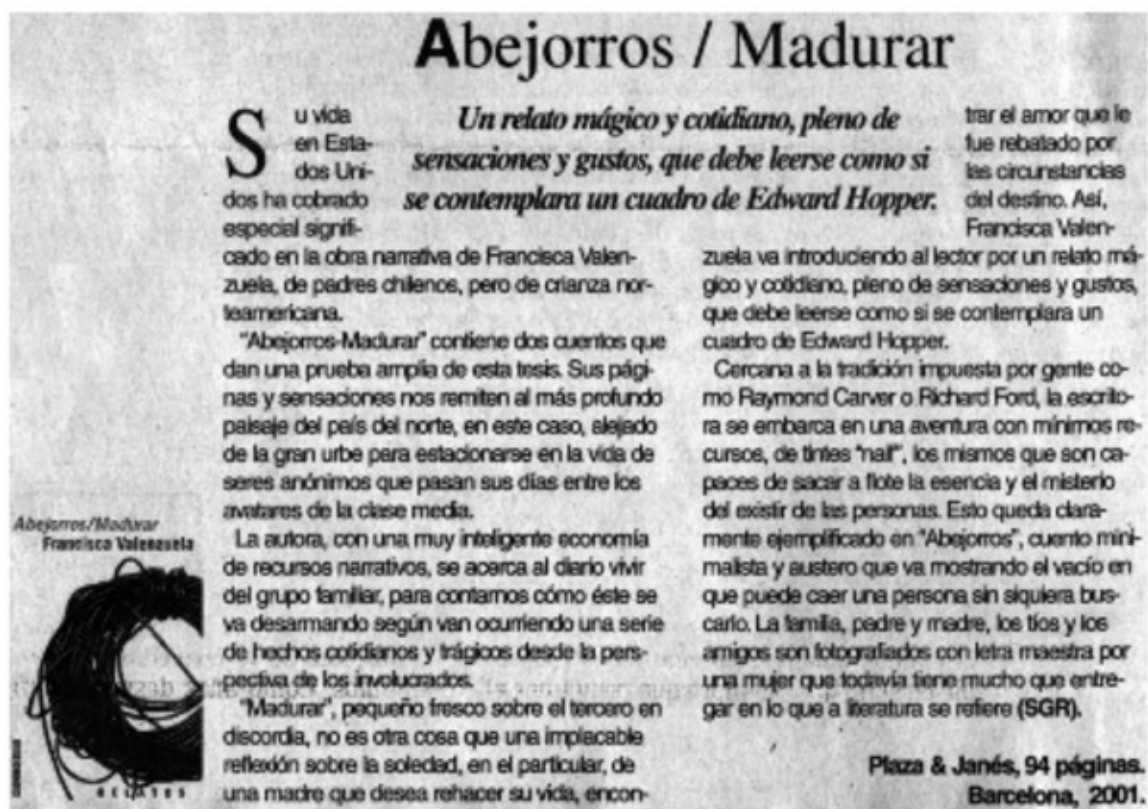 Abejorros / Madurar
Un relato mágico y cotidiano, pleno de
sensaciones y gustos, que debe leerse como si
se contemplara un cuadro de Edward Hopper.
Su vida
en Esta-
dos Uni-
dos ha cobrado
especial signifi-
cado en la obra narrativa de Francisca Valen-
zuela, de padres chilenos, pero de crianza nor-
teamericana.
"Abejorros-Madurar" contiene dos cuentos que
dan una prueba amplia de esta tesis. Sus pági-
nas y sensaciones nos remiten al más profundo
paisaje del país del norte, en este caso, alejado
de la gran urbe para estacionarse en la vida de
seres anónimos que pasan sus días entre los
avatares de la clase media.
La autora, con una muy inteligente economía
de recursos narrativos, se acerca al diario vivir
del grupo familiar, para contarnos cómo éste se
va desarmando según van ocurriendo una serie
de hechos cotidianos y trágicos desde la pers-
pectiva de los involucrados.
"Madurar", pequeño fresco sobre el tercero en
discordia, no es otra cosa que una implacable
reflexión sobre la soledad, en el particular, de
una madre que desea rehacer su vida, encon-
trar el amor que le
fue rebatado por
las circunstancias
del destino. Así,
Francisca Valen-
zuela va introduciendo al lector por un relato má-
gico y cotidiano, pleno de sensaciones y gustos,
que debe leerse como si se contemplara un
cuadro de Edward Hopper.
Cercana a la tradición impuesta por gente co-
mo Raymond Carver o Richard Ford, la escrito-
ra se embarca en una aventura con mínimos re-
cursos, de tintes "naif", los mismos que son ca-
paces de sacar a flote la esencia y el misterio
del existir de las personas. Esto queda clara-
mente ejemplificado en "Abejorros", cuento mini-
malista y austero que va mostrando el vacío en
que puede caer una persona sin siquiera bus-
carlo. La familia, padre y madre, los tíos y los
amigos son fotografiados con letra maestra por
una mujer que todavía tiene mucho que entre-
gar en lo que a literatura se refiere (SGR).
Plaza & Janés, 94 páginas.
Barcelona, 2001
Abejorros/Madurar
Francisca Valenzuela
RELATOS